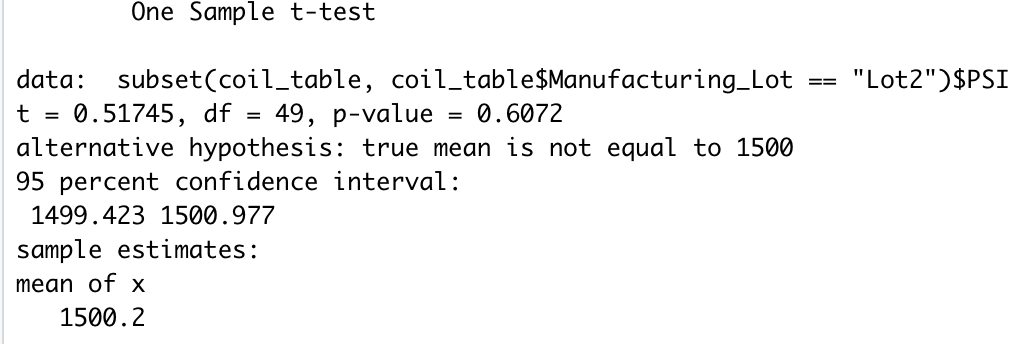 One Sample t-test
data:  subset(coil_table, coil_table$Manufacturing_Lot == "Lot2")$PSI
t = 0.51745, df = 49, p-value = 0.6072
alternative hypothesis: true mean is not equal to 1500
95 percent confidence interval:
1499.423 1500.977
sample estimates:
mean of x
1500.2